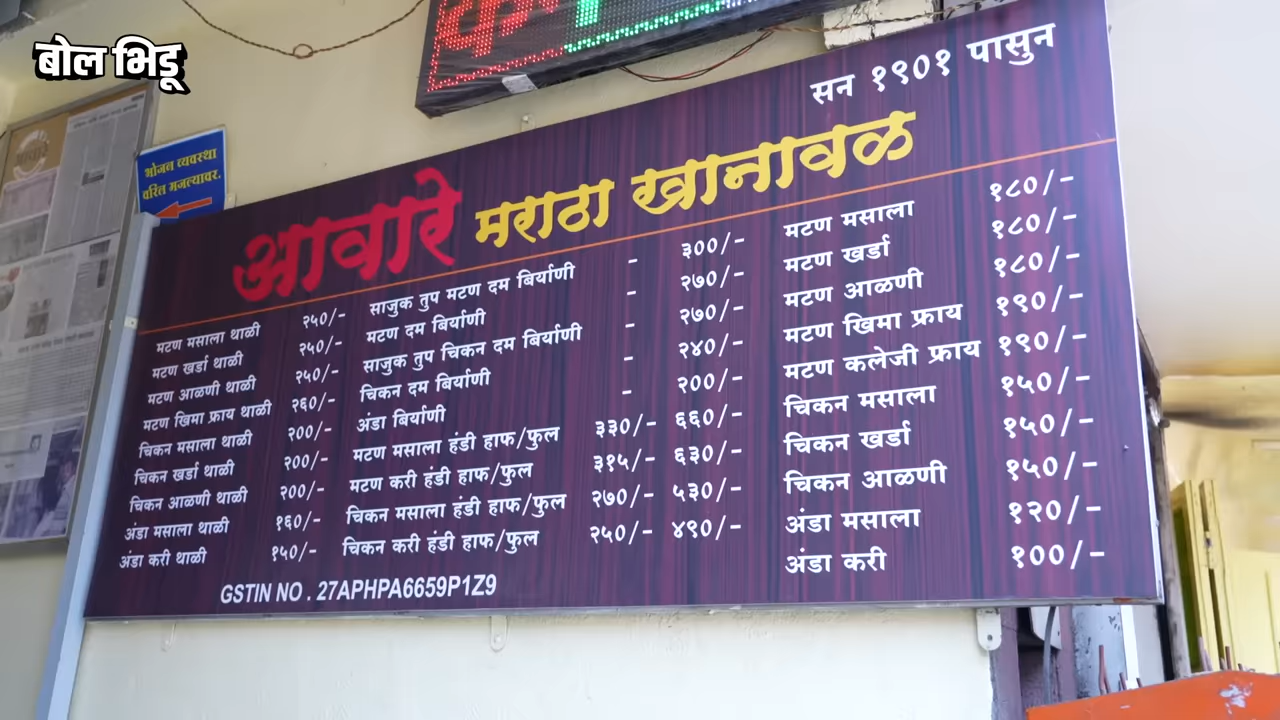 बोल भिडू
भोजन व्यवस्था
वरित मजल्यावर.
सन १९०१ पासुन
आवारे मराठा खानावळ
मटण मसाला थाळी २५०/-
मटण खर्डा थाळी २५०/-
मटण आळणी थाळी २५०/-
मटण खिमा फ्राय थाळी २६०/-
चिकन मसाला थाळी २००/-
चिकन खर्डा थाळी २००/-
चिकन आळणी थाळी २००/-
अंडा मसाला थाळी १६०/-
अंडा करी थाळी १५०/-
साजुक तुप मटण दम बिर्याणी - ३००/-
मटण दम बिर्याणी - २७०/-
साजुक तुप चिकन दम बिर्याणी - २७०/-
चिकन दम बिर्याणी - २४०/-
अंडा बिर्याणी - २००/-
मटण मसाला हंडी हाफ/फुल ३३०/- ६६०/-
मटण करी हंडी हाफ/फुल ३१५/- ६३०/-
चिकन मसाला हंडी हाफ/फुल २७०/- ५३०/-
चिकन करी हंडी हाफ/फुल २५०/- ४९०/-
मटण मसाला १८०/-
मटण खर्डा १८०/-
मटण आळणी १८०/-
मटण खिमा फ्राय १९०/-
मटण कलेजी फ्राय १९०/-
चिकन मसाला १५०/-
चिकन खर्डा १५०/-
चिकन आळणी १५०/-
अंडा मसाला १२०/-
अंडा करी १००/-
GSTIN NO . 27APHPA6659P1Z9